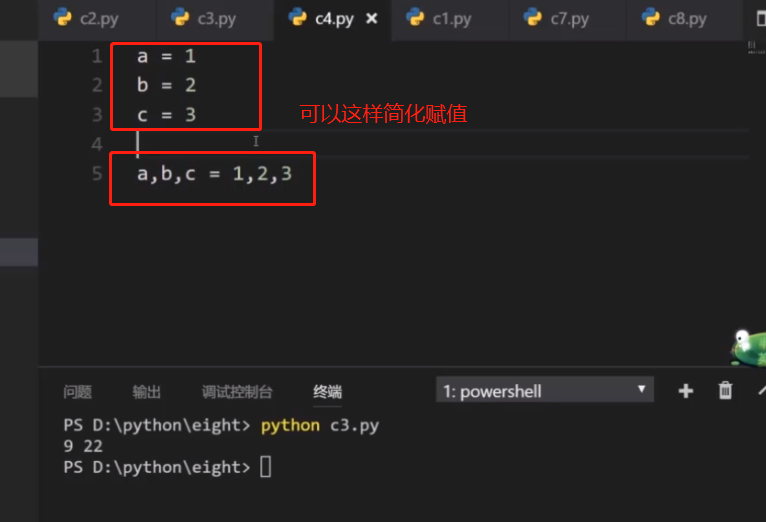 c2.py c3.py c4.py × c1.py c7.py c8.py
1 a = 1
2 b = 2
3 c = 3
可以这样简化赋值
4
5 a,b,c = 1,2,3
问题 输出 调试控制台 终端 1: powershell
PS D:\python\eight> python c3.py
9 22
PS D:\python\eight>